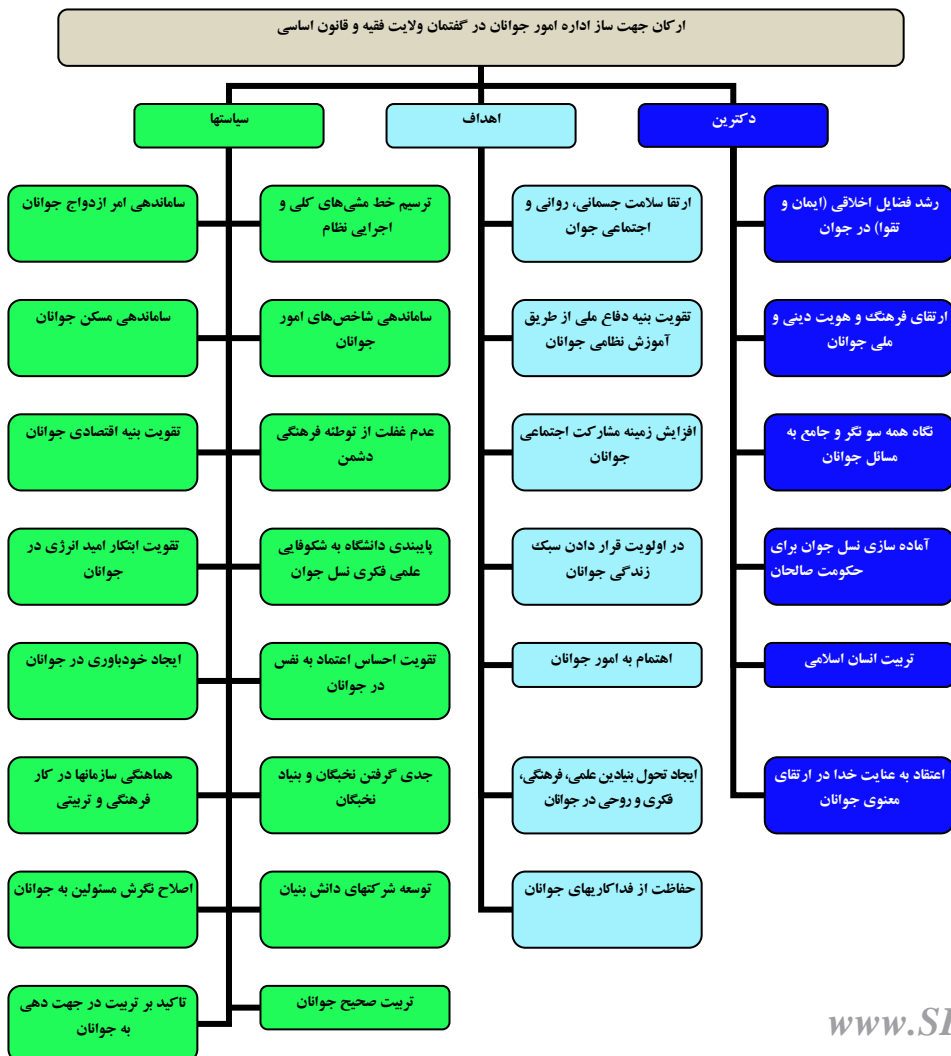 ارکان جهت ساز اداره امور جوانان در گفتمان ولایت فقیه و قانون اساسی
دکترین
رشد فضایل اخلاقی (ایمان و
تقوا) در جوان
ارتقای فرهنگ و هویت دینی و
ملی جوانان
نگاه همه سو نگر و جامع به
مسائل جوانان
آماده سازی نسل جوان برای
حکومت صالحان
تربیت انسان اسلامی
اعتقاد به عنایت خدا در ارتقای
معنوی جوانان
اهداف
ارتقا سلامت جسمانی، روانی و
اجتماعی جوان
تقویت بنیه دفاع ملی از طریق
آموزش نظامی جوانان
افزایش زمینه مشارکت اجتماعی
جوانان
در اولویت قرار دادن سبک
زندگی جوانان
اهتمام به امور جوانان
ایجاد تحول بنیادین علمی، فرهنگی،
فکری و روحی در جوانان
حفاظت از فداکاریهای جوانان
سیاستها
ترسیم خط مشی‌های کلی و
اجرایی نظام
ساماندهی شاخص‌های امور
جوانان
عدم غفلت از توطئه فرهنگی
دشمن
پایبندی دانشگاه به شکوفایی
علمی فکری نسل جوان
تقویت احساس اعتماد به نفس
در جوانان
جدی گرفتن نخبگان و بنیاد
نخبگان
توسعه شرکتهای دانش بنیان
تربیت صحیح جوانان
ساماندهی امر ازدواج جوانان
ساماندهی مسکن جوانان
تقویت بنیه اقتصادی جوانان
تقویت ابتکار امید انرژی در
جوانان
ایجاد خودباوری در جوانان
هماهنگی سازمانها در کار
فرهنگی و تربیتی
اصلاح نگرش مسئولین به جوانان
تاکید بر تربیت در جهت دهی
به جوانان